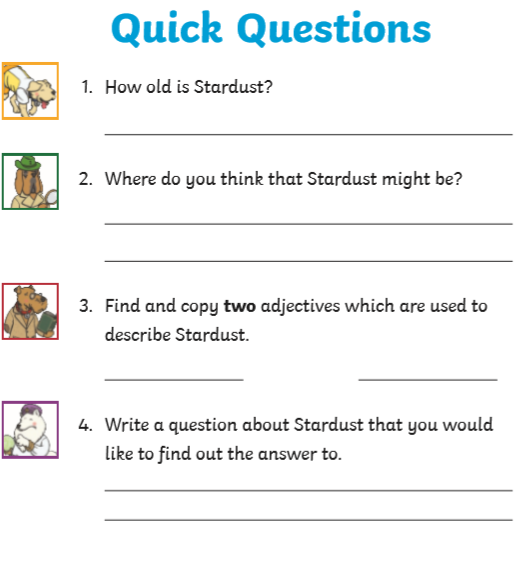 Quick Questions
1. How old is Stardust?
2. Where do you think that Stardust might be?
3. Find and copy two adjectives which are used to
describe Stardust.
4. Write a question about Stardust that you would
like to find out the answer to.